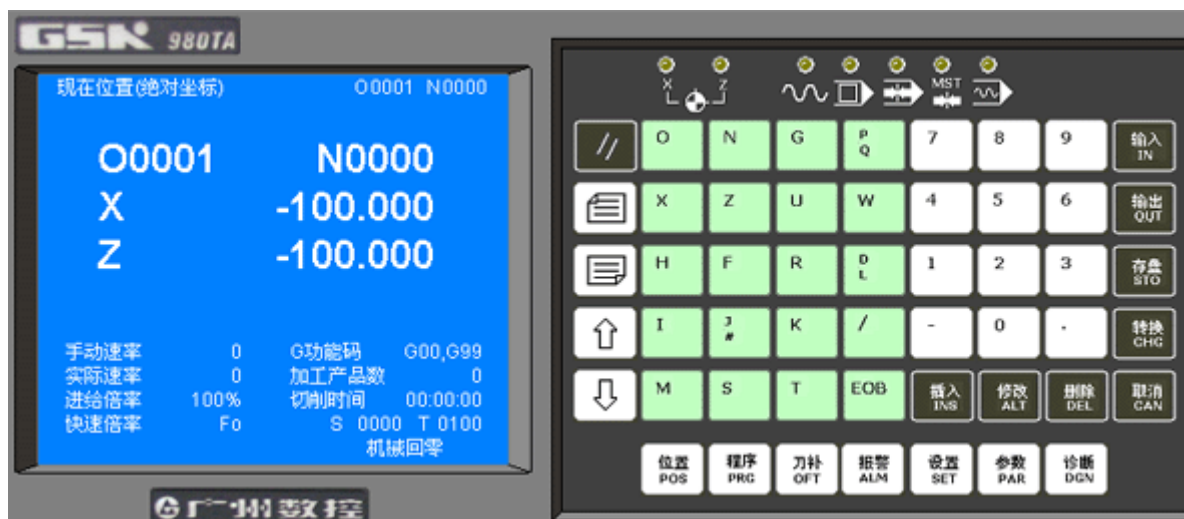 GSK 980TA
现在位置(绝对坐标) O0001 N0000
O0001 N0000
X -100.000
Z -100.000
手动速率 0 G功能码 G00,G99
实际速率 0 加工产品数 0
进给倍率 100% 切削时间 00:00:00
快速倍率 Fo S 0000 T 0100
机械回零
广州数控
X Z MST
// O N G P Q 7 8 9 输入 IN
X Z U W 4 5 6 输出 OUT
H F R D L 1 2 3 存盘 STO
I J # K / - 0 . 转换 CHG
M S T EOB 插入 INS 修改 ALT 删除 DEL 取消 CAN
位置 POS 程序 PRG 刀补 OFT 报警 ALM 设置 SET 参数 PAR 诊断 DGN